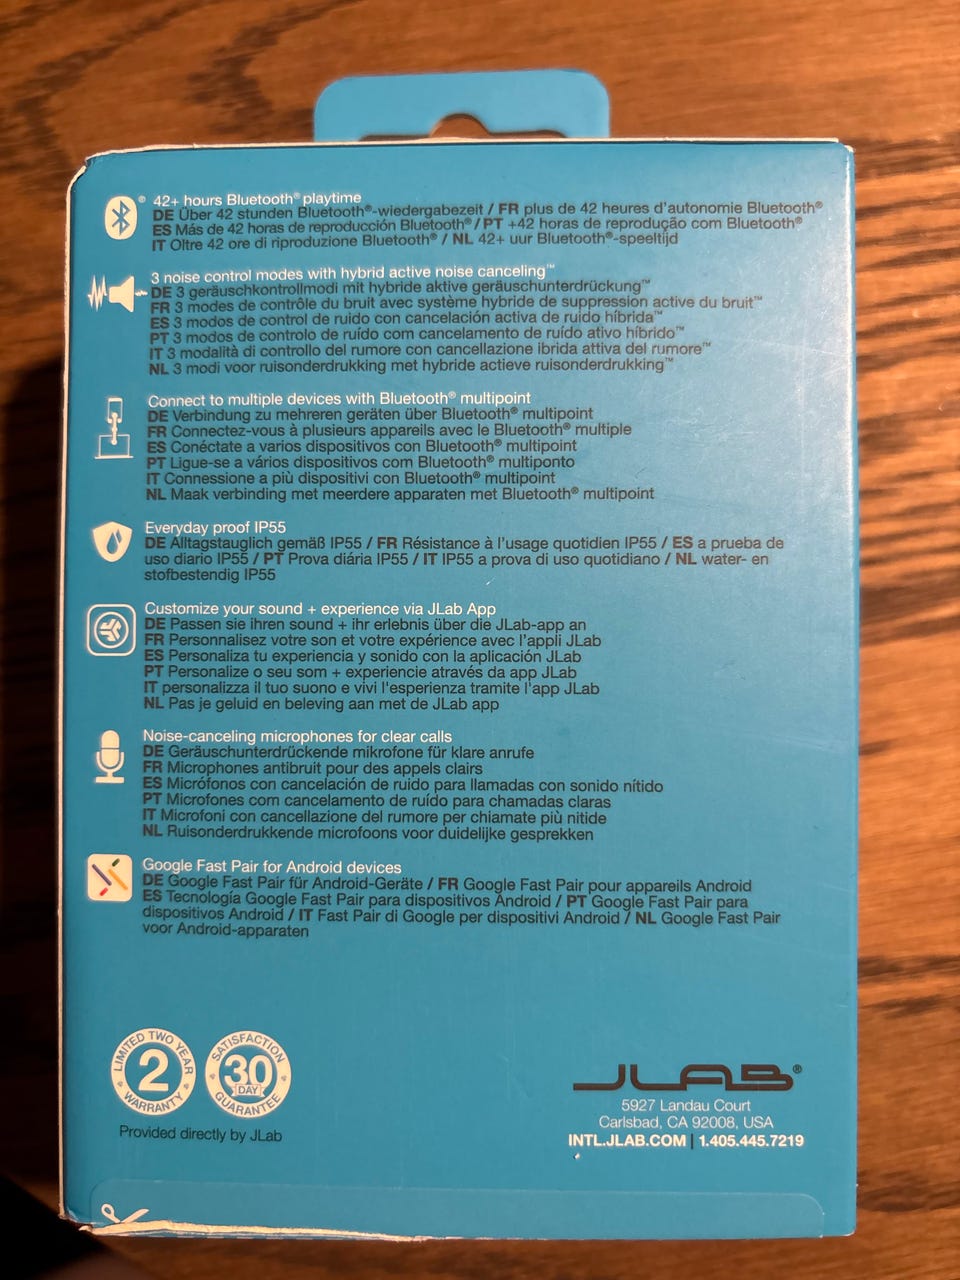 42+ hours Bluetooth® playtime
DE Über 42 stunden Bluetooth®-wiedergabezeit / FR plus de 42 heures d'autonomie Bluetooth®
ES Más de 42 horas de reproducción Bluetooth® / PT +42 horas de reprodução com Bluetooth®
IT Oltre 42 ore di riproduzione Bluetooth® / NL 42+ uur Bluetooth®-speeltijd
3 noise control modes with hybrid active noise canceling™
DE 3 geräuschkontrollmodi mit hybride aktive geräuschunterdrückung™
FR 3 modes de contrôle du bruit avec système hybride de suppression active du bruit™
ES 3 modos de control de ruido con cancelación activa de ruido híbrida™
PT 3 modos de controlo de ruído com cancelamento de ruído ativo híbrido™
IT 3 modalità di controllo del rumore con cancellazione ibrida attiva del rumore™
NL 3 modi voor ruisonderdrukking met hybride actieve ruisonderdrukking™
Connect to multiple devices with Bluetooth® multipoint
DE Verbindung zu mehreren geräten über Bluetooth® multipoint
FR Connectez-vous à plusieurs appareils avec le Bluetooth® multiple
ES Conéctate a varios dispositivos con Bluetooth® multipoint
PT Ligue-se a vários dispositivos com Bluetooth® multiponto
IT Connessione a più dispositivi con Bluetooth® multipoint
NL Maak verbinding met meerdere apparaten met Bluetooth® multipoint
Everyday proof IP55
DE Alltagstauglich gemäß IP55 / FR Résistance à l'usage quotidien IP55 / ES a prueba de
uso diario IP55 / PT Prova diária IP55 / IT IP55 a prova di uso quotidiano / NL water- en
stofbestendig IP55
Customize your sound + experience via JLab App
DE Passen sie ihren sound + ihr erlebnis über die JLab-app an
FR Personnalisez votre son et votre expérience avec l'appli JLab
ES Personaliza tu experiencia y sonido con la aplicación JLab
PT Personalize o seu som + experiencie através da app JLab
IT personalizza il tuo suono e vivi l'esperienza tramite l'app JLab
NL Pas je geluid en beleving aan met de JLab app
Noise-canceling microphones for clear calls
DE Geräuschunterdrückende mikrofone für klare anrufe
FR Microphones antibruit pour des appels clairs
ES Micrófonos con cancelación de ruido para llamadas con sonido nítido
PT Microfones com cancelamento de ruído para chamadas claras
IT Microfoni con cancellazione del rumore per chiamate più nitide
NL Ruisonderdrukkende microfoons voor duidelijke gesprekken
Google Fast Pair for Android devices
DE Google Fast Pair für Android-Geräte / FR Google Fast Pair pour appareils Android
ES Tecnología Google Fast Pair para dispositivos Android / PT Google Fast Pair para
dispositivos Android / IT Fast Pair di Google per dispositivi Android / NL Google Fast Pair
voor Android-apparaten
LIMITED TWO YEAR
2
WARRANTY
SATISFACTION
30
DAY
GUARANTEE
Provided directly by JLab
JLAB®
5927 Landau Court
Carlsbad, CA 92008, USA
INTL.JLAB.COM | 1.405.445.7219